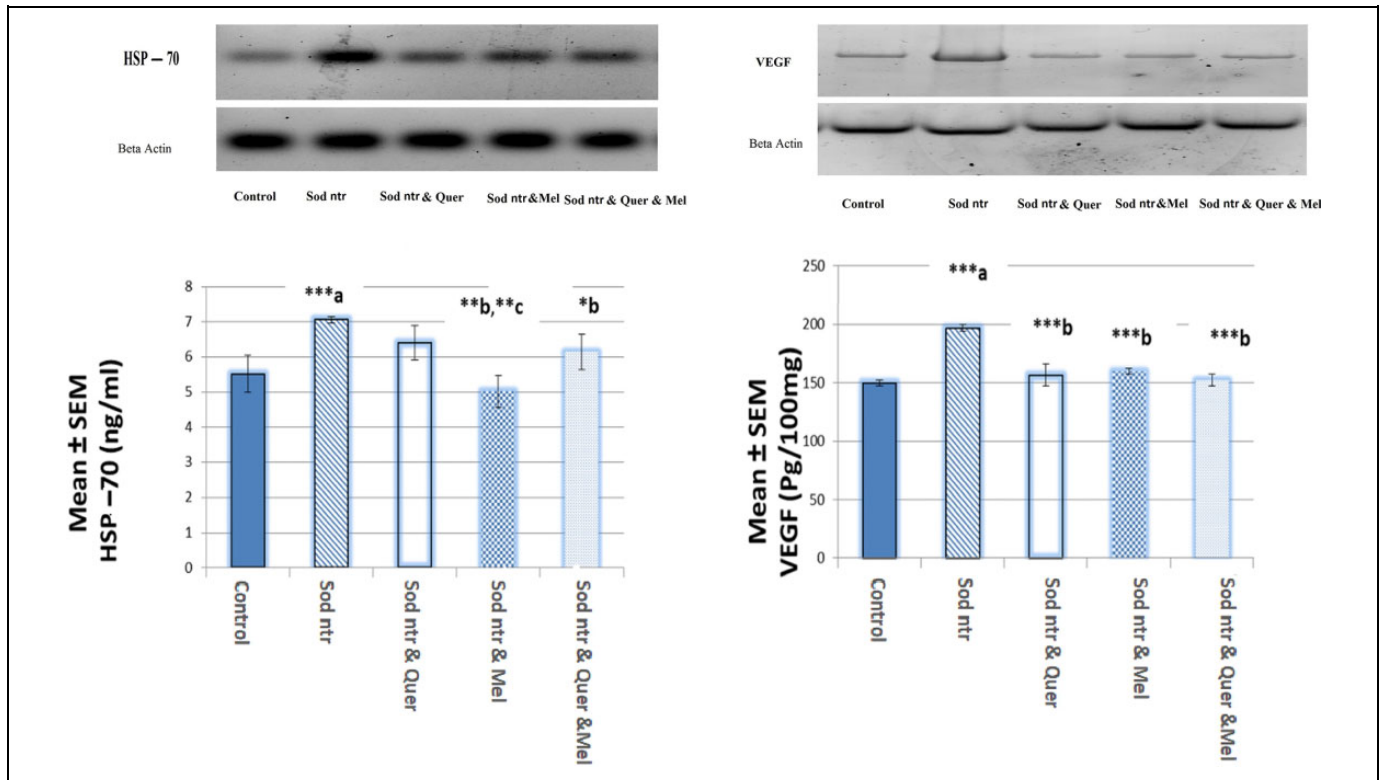 HSP – 70
Beta Actin
Control Sod ntr Sod ntr & Quer Sod ntr&Mel Sod ntr & Quer & Mel
VEGF
Beta Actin
Control Sod ntr Sod ntr & Quer Sod ntr&Mel Sod ntr & Quer & Mel
Mean ± SEM
HSP –70 (ng/ml)
8
7
6
5
4
3
2
1
0
***a
**b,**c
*b
Control
Sod ntr
Sod ntr & Quer
Sod ntr & Mel
Sod ntr & Quer &Mel
Mean ± SEM
VEGF (Pg/100mg)
250
200
150
100
50
0
***a
***b
***b
***b
Control
Sod ntr
Sod ntr & Quer
Sod ntr & Mel
Sod ntr & Quer &Mel